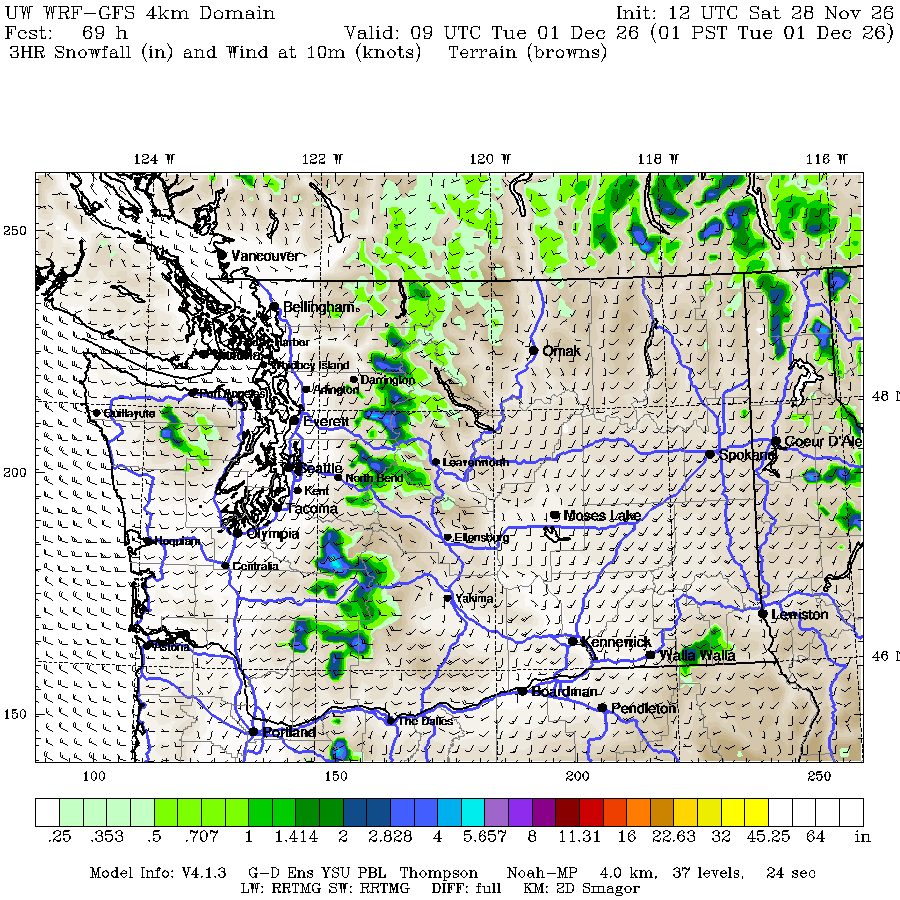 UW WRF-GFS 4km Domain Init: 12 UTC Sat 28 Nov 26
Fcst: 69 h Valid: 09 UTC Tue 01 Dec 26 (01 PST Tue 01 Dec 26)
3HR Snowfall (in) and Wind at 10m (knots) Terrain (browns)
124 W 122 W 120 W 118 W 116 W
250
Vancouver
Bellingham
Whidbey Island
Omak
Darrington
Arlington
Port Angeles
48 N
Quillayute
Everett
Coeur D'Ale
Spokane
Leavenworth
200
Seattle
North Bend
Kent
Tacoma
Moses Lake
Olympia
Ellensburg
Hoquiam
Centralia
Yakima
Lewiston
Kennewick
Astoria
Walla Walla
46 N
Boardman
Pendleton
150
The Dalles
Portland
100 150 200 250
.25 .353 .5 .707 1 1.414 2 2.828 4 5.657 8 11.31 16 22.63 32 45.25 64 in
Model Info: V4.1.3 G-D Ens YSU PBL Thompson Noah-MP 4.0 km, 37 levels, 24 sec
LW: RRTMG SW: RRTMG DIFF: full KM: 2D Smagor